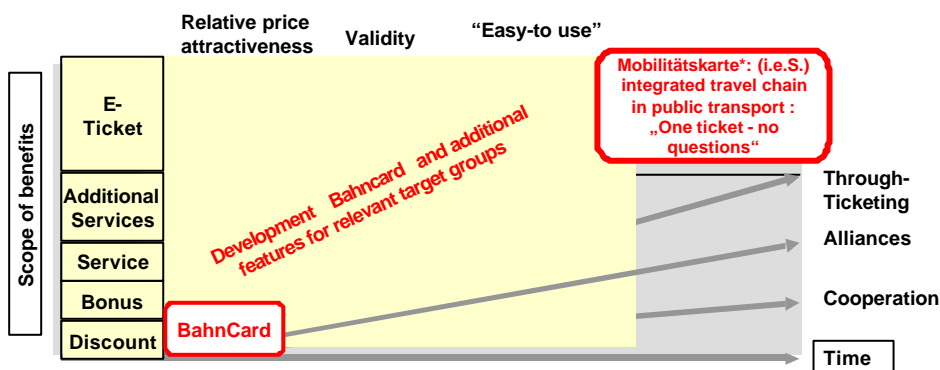 Relative price
attractiveness
Validity
“Easy-to use”
Scope of benefits
E-
Ticket
Additional
Services
Service
Bonus
Discount
BahnCard
Development Bahncard and additional
features for relevant target groups
Mobilitätskarte*: (i.e.S.)
integrated travel chain
in public transport :
„One ticket - no
questions“
Through-
Ticketing
Alliances
Cooperation
Time